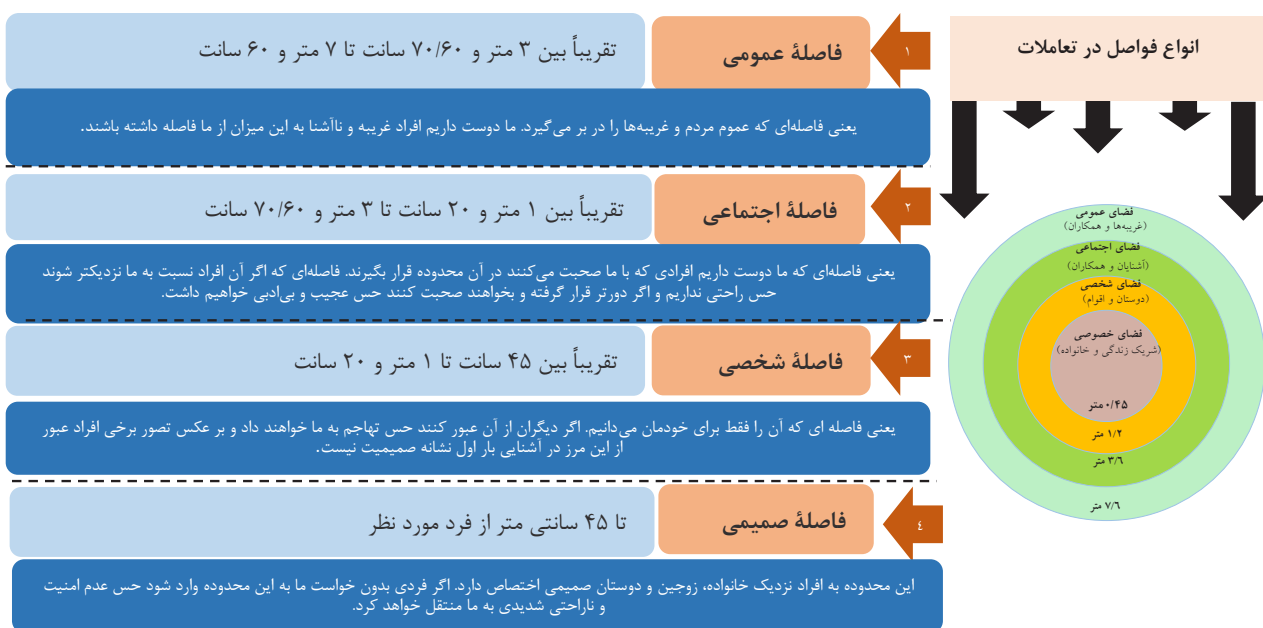 انواع فواصل در تعاملات
۱
فاصلۀ عمومی
تقریباً بین ۳ متر و ۷۰/۶۰ سانت تا ۷ متر و ۶۰ سانت
یعنی فاصله‌ای که عموم مردم و غریبه‌ها را در بر می‌گیرد. ما دوست داریم افراد غریبه و ناآشنا به این میزان از ما فاصله داشته باشند.
۲
فاصلۀ اجتماعی
تقریباً بین ۱ متر و ۲۰ سانت تا ۳ متر و ۷۰/۶۰ سانت
یعنی فاصله‌ای که ما دوست داریم افرادی که با ما صحبت می‌کنند در آن محدوده قرار بگیرند. فاصله‌ای که اگر آن افراد نسبت به ما نزدیکتر شوند
حس راحتی نداریم و اگر دورتر قرار گرفته و بخواهند صحبت کنند حس عجیب و بی‌ادبی خواهیم داشت.
۳
فاصلۀ شخصی
تقریباً بین ۴۵ سانت تا ۱ متر و ۲۰ سانت
یعنی فاصله ای که آن را فقط برای خودمان می‌دانیم. اگر دیگران از آن عبور کنند حس تهاجم به ما خواهند داد و بر عکس تصور برخی افراد عبور
از این مرز در آشنایی بار اول نشانه صمیمیت نیست.
٤
فاصلۀ صمیمی
تا ۴۵ سانتی متر از فرد مورد نظر
این محدوده به افراد نزدیک خانواده، زوجین و دوستان صمیمی اختصاص دارد. اگر فردی بدون خواست ما به این محدوده وارد شود حس عدم امنیت
و ناراحتی شدیدی به ما منتقل خواهد کرد.
فضای عمومی
(غریبه‌ها و همکاران)
فضای اجتماعی
(آشنایان و همکاران)
فضای شخصی
(دوستان و اقوام)
فضای خصوصی
(شریک زندگی و خانواده)
۰/۴۵ متر
۱/۲ متر
۳/٦ متر
۷/٦ متر